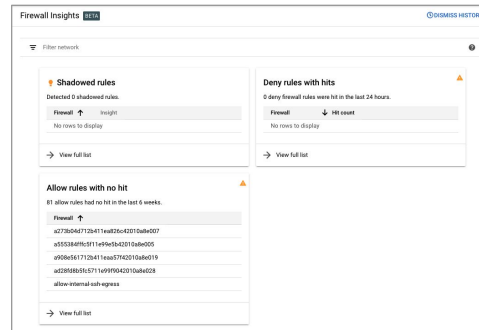 Firewall Insights BETA
DISMISS HISTOR
Filter network
Shadowed rules
Detected 0 shadowed rules.
Firewall Insight
No rows to display
View full list
Deny rules with hits
0 deny firewall rules were hit in the last 24 hours.
Firewall Hit count
No rows to display
View full list
Allow rules with no hit
81 allow rules had no hit in the last 6 weeks.
Firewall
a273b04d712b411ea826c42010a8e007
a555384fffc5f11e99e5b42010a8e005
a908e561712b411eaa57f42010a8e019
ad28fd8b5fc5711e99f9042010a8e028
allow-internal-ssh-egress
View full list